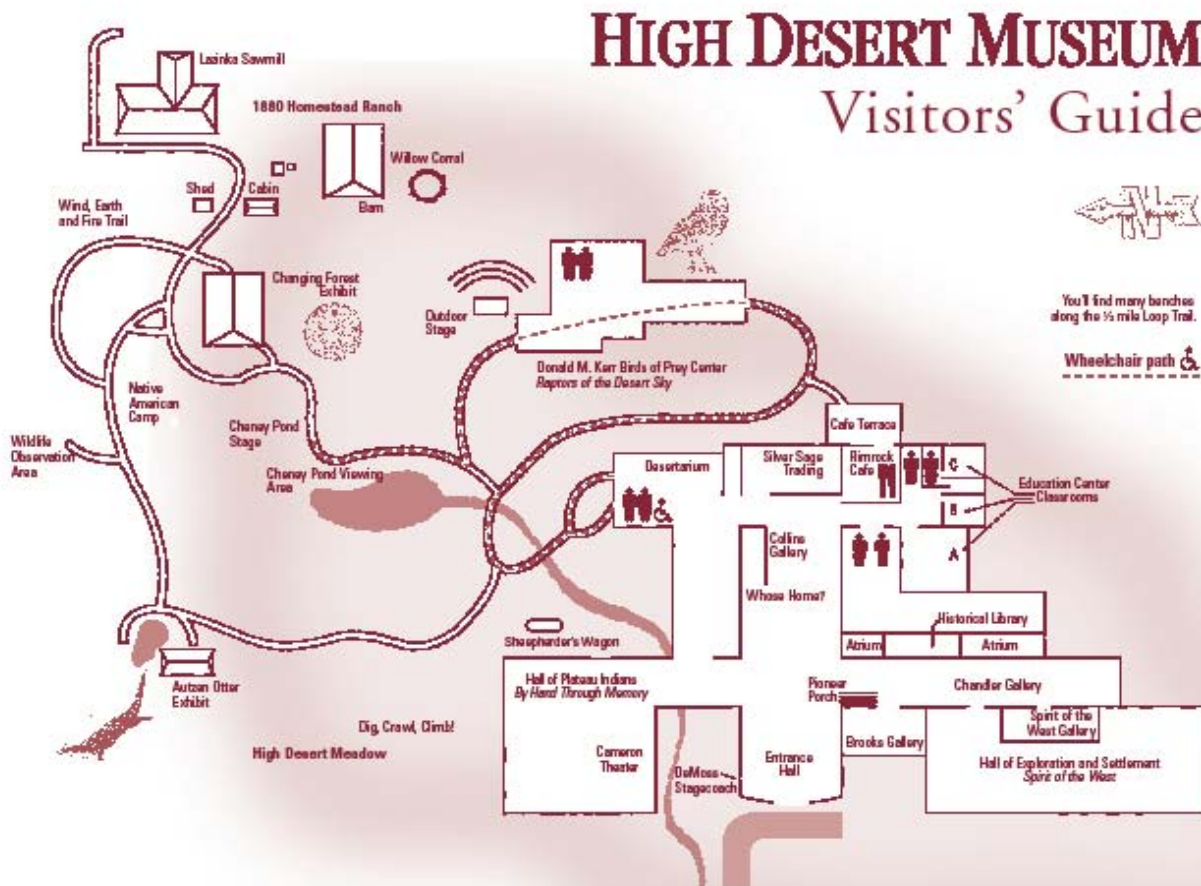 HIGH DESERT MUSEUM
Visitors' Guide
Lazinka Sawmill
1880 Homestead Ranch
Willow Corral
Shed
Cabin
Barn
Wind, Earth
and Fire Trail
N
Changing Forest
Exhibit
Outdoor
Stage
You'll find many benches
along the ⅓ mile Loop Trail.
Wheelchair path
Donald M. Kerr Birds of Prey Center
Raptors of the Desert Sky
Native
American
Camp
Cheney Pond
Stage
Cafe Terrace
Wildlife
Observation
Area
Cheney Pond Viewing
Area
Desertarium
Silver Sage
Trading
Rimrock
Cafe
C
B
A
Education Center
Classrooms
Collins
Gallery
Whose Home?
Historical Library
Sheepherder's Wagon
Atrium
Atrium
Autzen Otter
Exhibit
Hall of Plateau Indians
By Hand Through Memory
Pioneer
Porch
Chandler Gallery
Dig, Crawl, Climb!
High Desert Meadow
Cameron
Theater
DeMoss
Stagecoach
Entrance
Hall
Brooks Gallery
Spirit of the
West Gallery
Hall of Exploration and Settlement
Spirit of the West